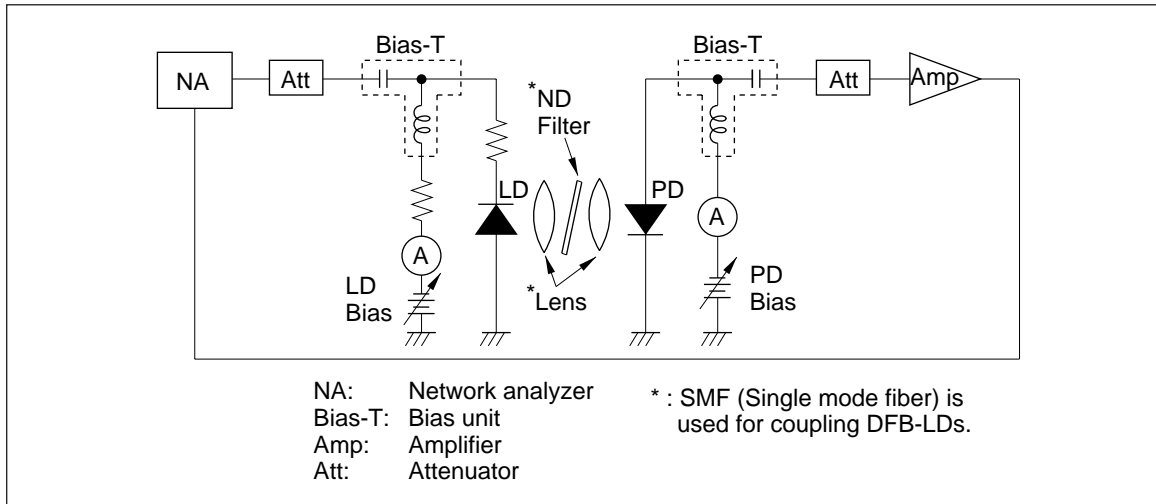 Bias-T
Bias-T
NA
Att
*ND
Filter
Att
Amp
LD
PD
A
A
LD
Bias
*Lens
PD
Bias
NA: Network analyzer
Bias-T: Bias unit
Amp: Amplifier
Att: Attenuator
* : SMF (Single mode fiber) is
used for coupling DFB-LDs.